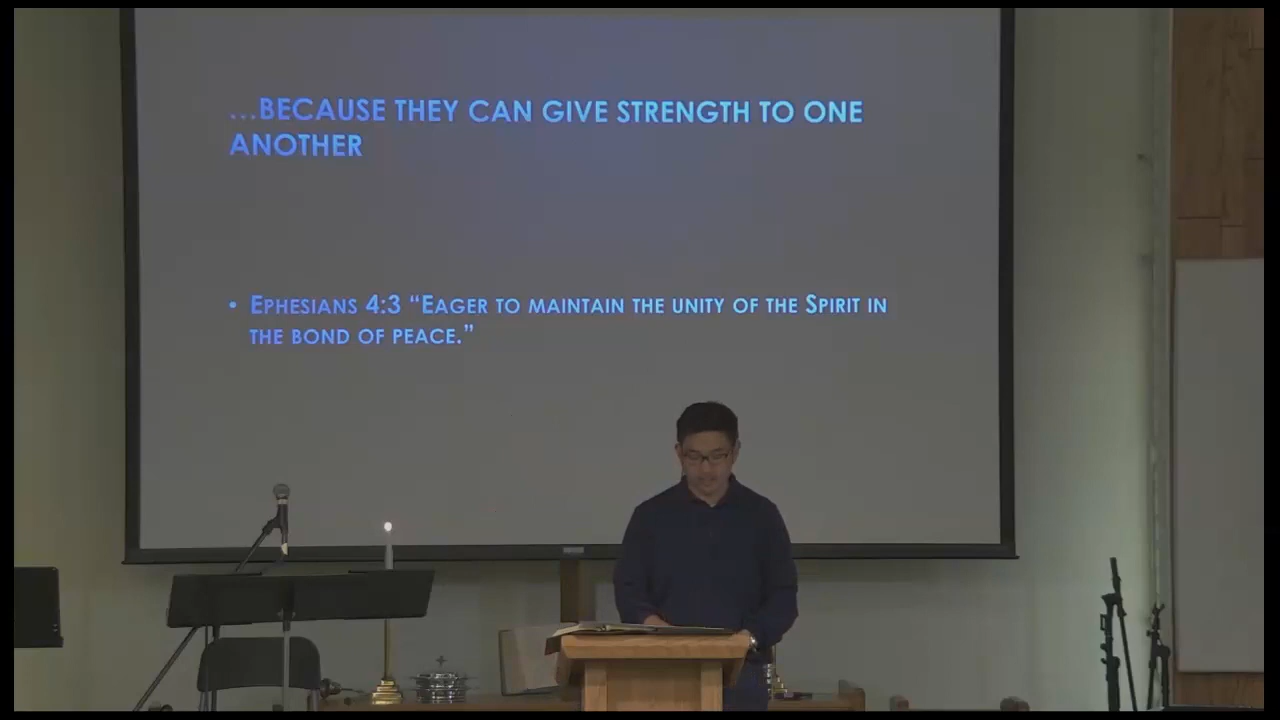 …BECAUSE THEY CAN GIVE STRENGTH TO ONE
ANOTHER
• EPHESIANS 4:3 “EAGER TO MAINTAIN THE UNITY OF THE SPIRIT IN
THE BOND OF PEACE.”